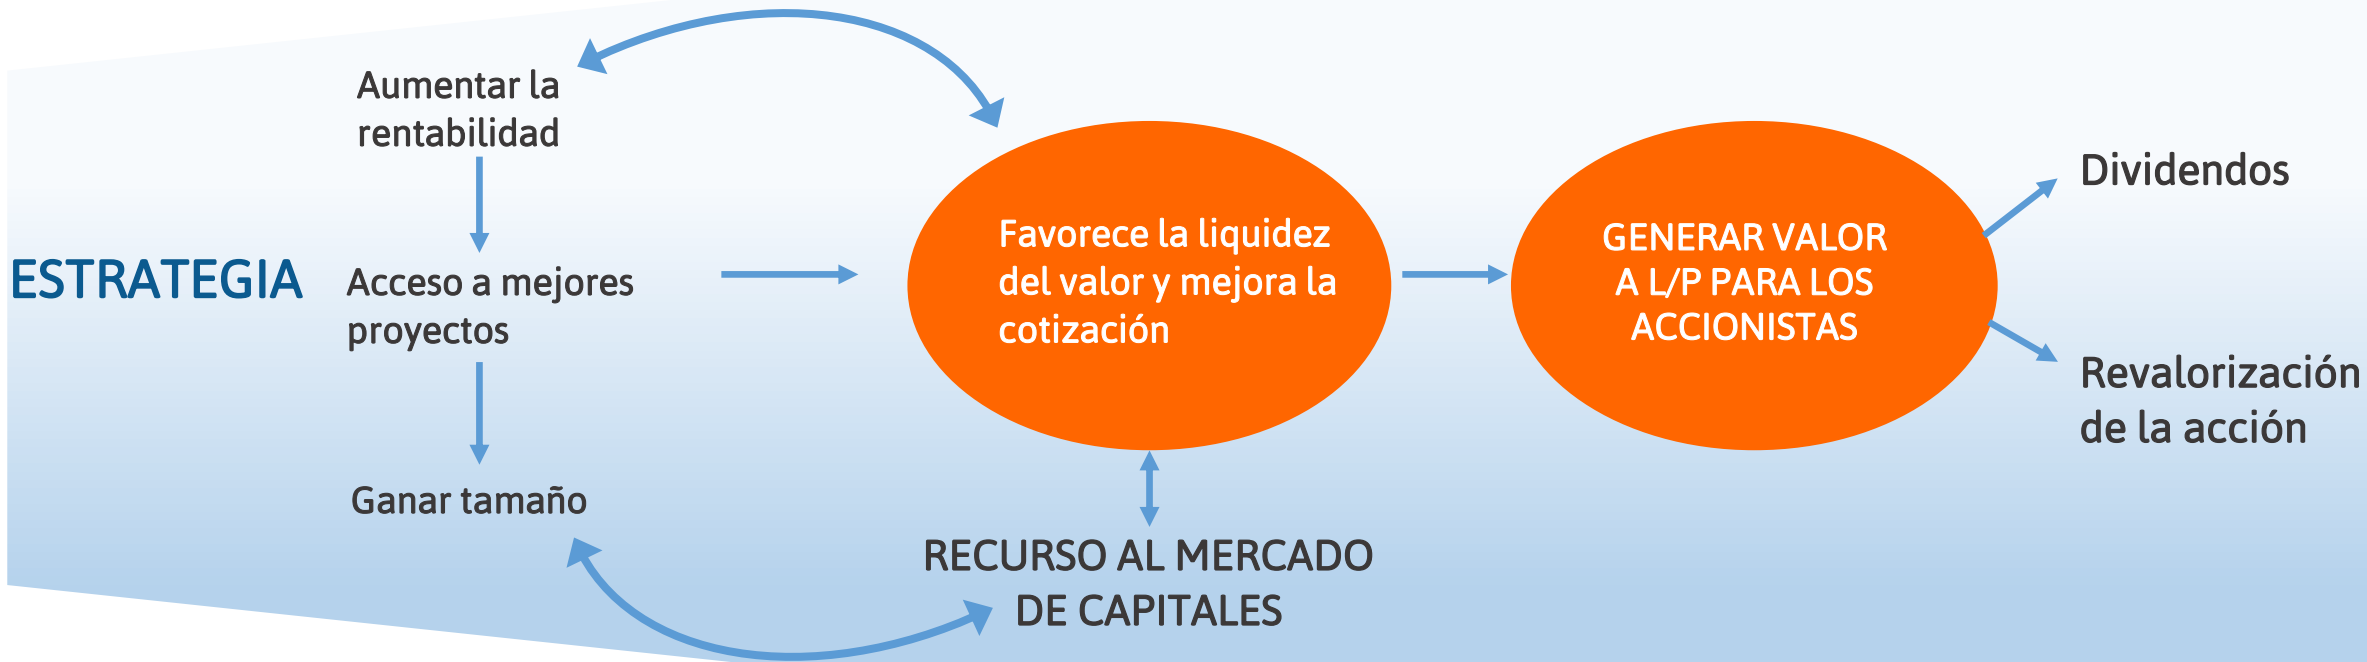 Aumentar la
rentabilidad
ESTRATEGIA
Acceso a mejores
proyectos
Ganar tamaño
Favorece la liquidez
del valor y mejora la
cotización
RECURSO AL MERCADO
DE CAPITALES
GENERAR VALOR
A L/P PARA LOS
ACCIONISTAS
Dividendos
Revalorización
de la acción